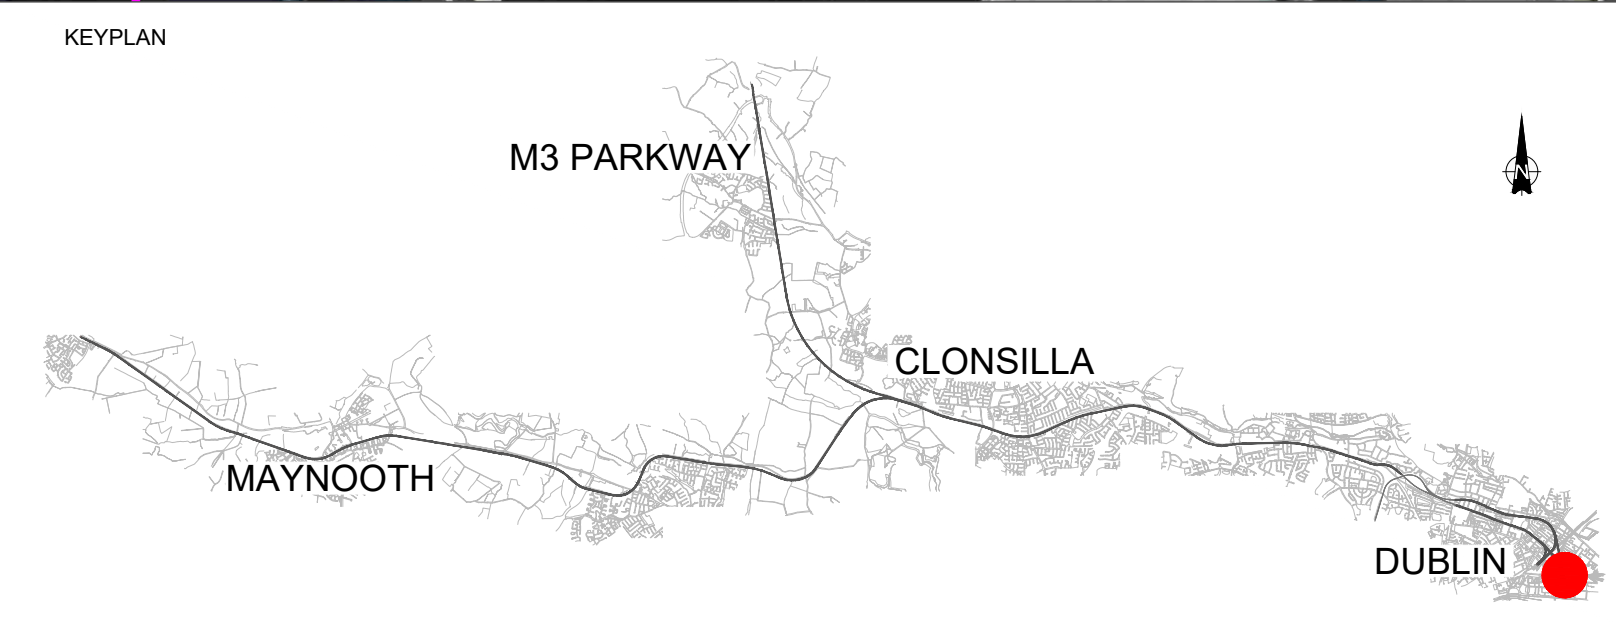 KEYPLAN
M3 PARKWAY
N
CLONSILLA
MAYNOOTH
DUBLIN